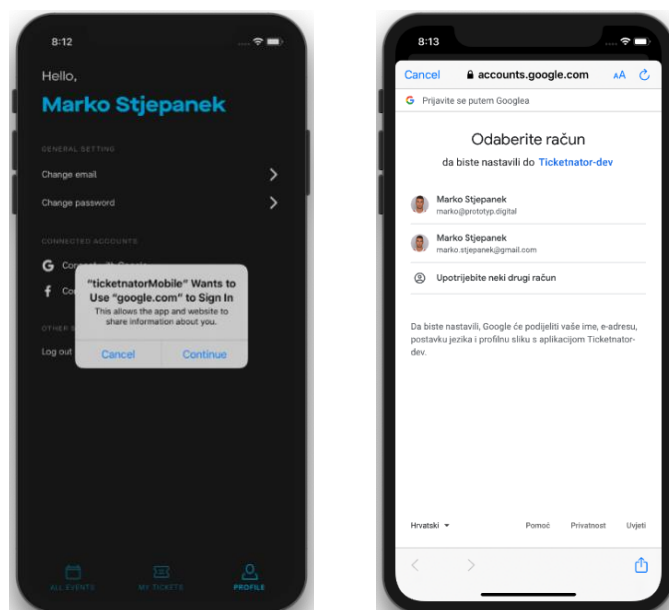 8:12
Hello,
Marko Stjepanek
GENERAL SETTING
Change email
Change password
CONNECTED ACCOUNTS
G
f
"ticketnatorMobile" Wants to
Use "google.com" to Sign In
This allows the app and website to
share information about you.
Cancel Continue
Log out
ALL EVENTS MY TICKETS PROFILE
8:13
Cancel accounts.google.com AA
G Prijavite se putem Googlea
Odaberite račun
da biste nastavili do Ticketnator-dev
Marko Stjepanek
marko@prototyp.digital
Marko Stjepanek
marko.stjepanek@gmail.com
Upotrijebite neki drugi račun
Da biste nastavili, Google će podijeliti vaše ime, e-adresu,
postavku jezika i profilnu sliku s aplikacijom Ticketnator-
dev.
Hrvatski Pomoć Privatnost Uvjeti